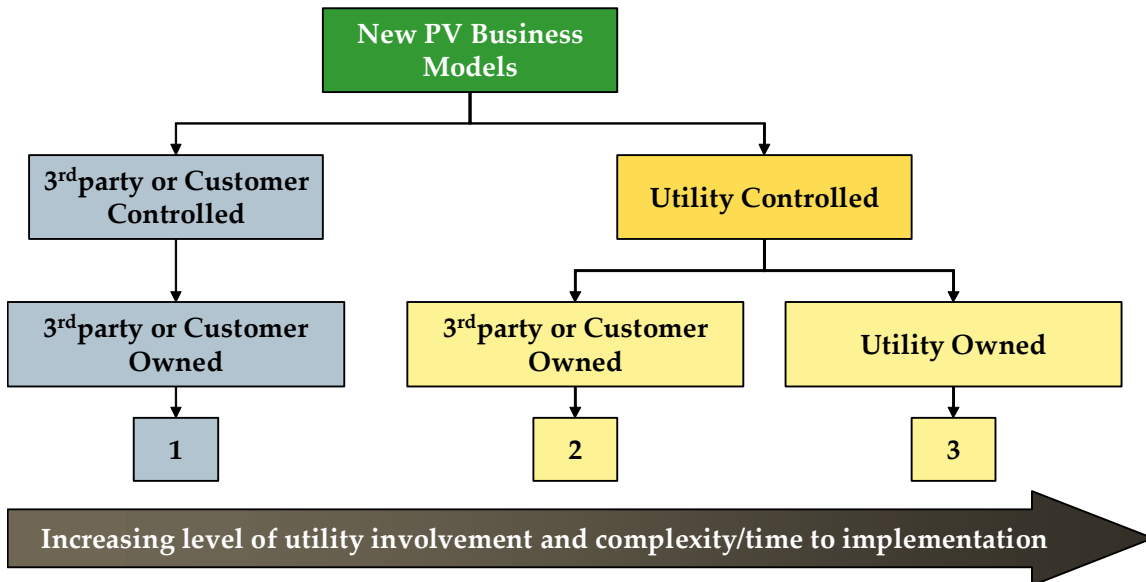 New PV Business
Models
3rdparty or Customer
Controlled
Utility Controlled
3rdparty or Customer
Owned
3rdparty or Customer
Owned
Utility Owned
1
2
3
Increasing level of utility involvement and complexity/time to implementation